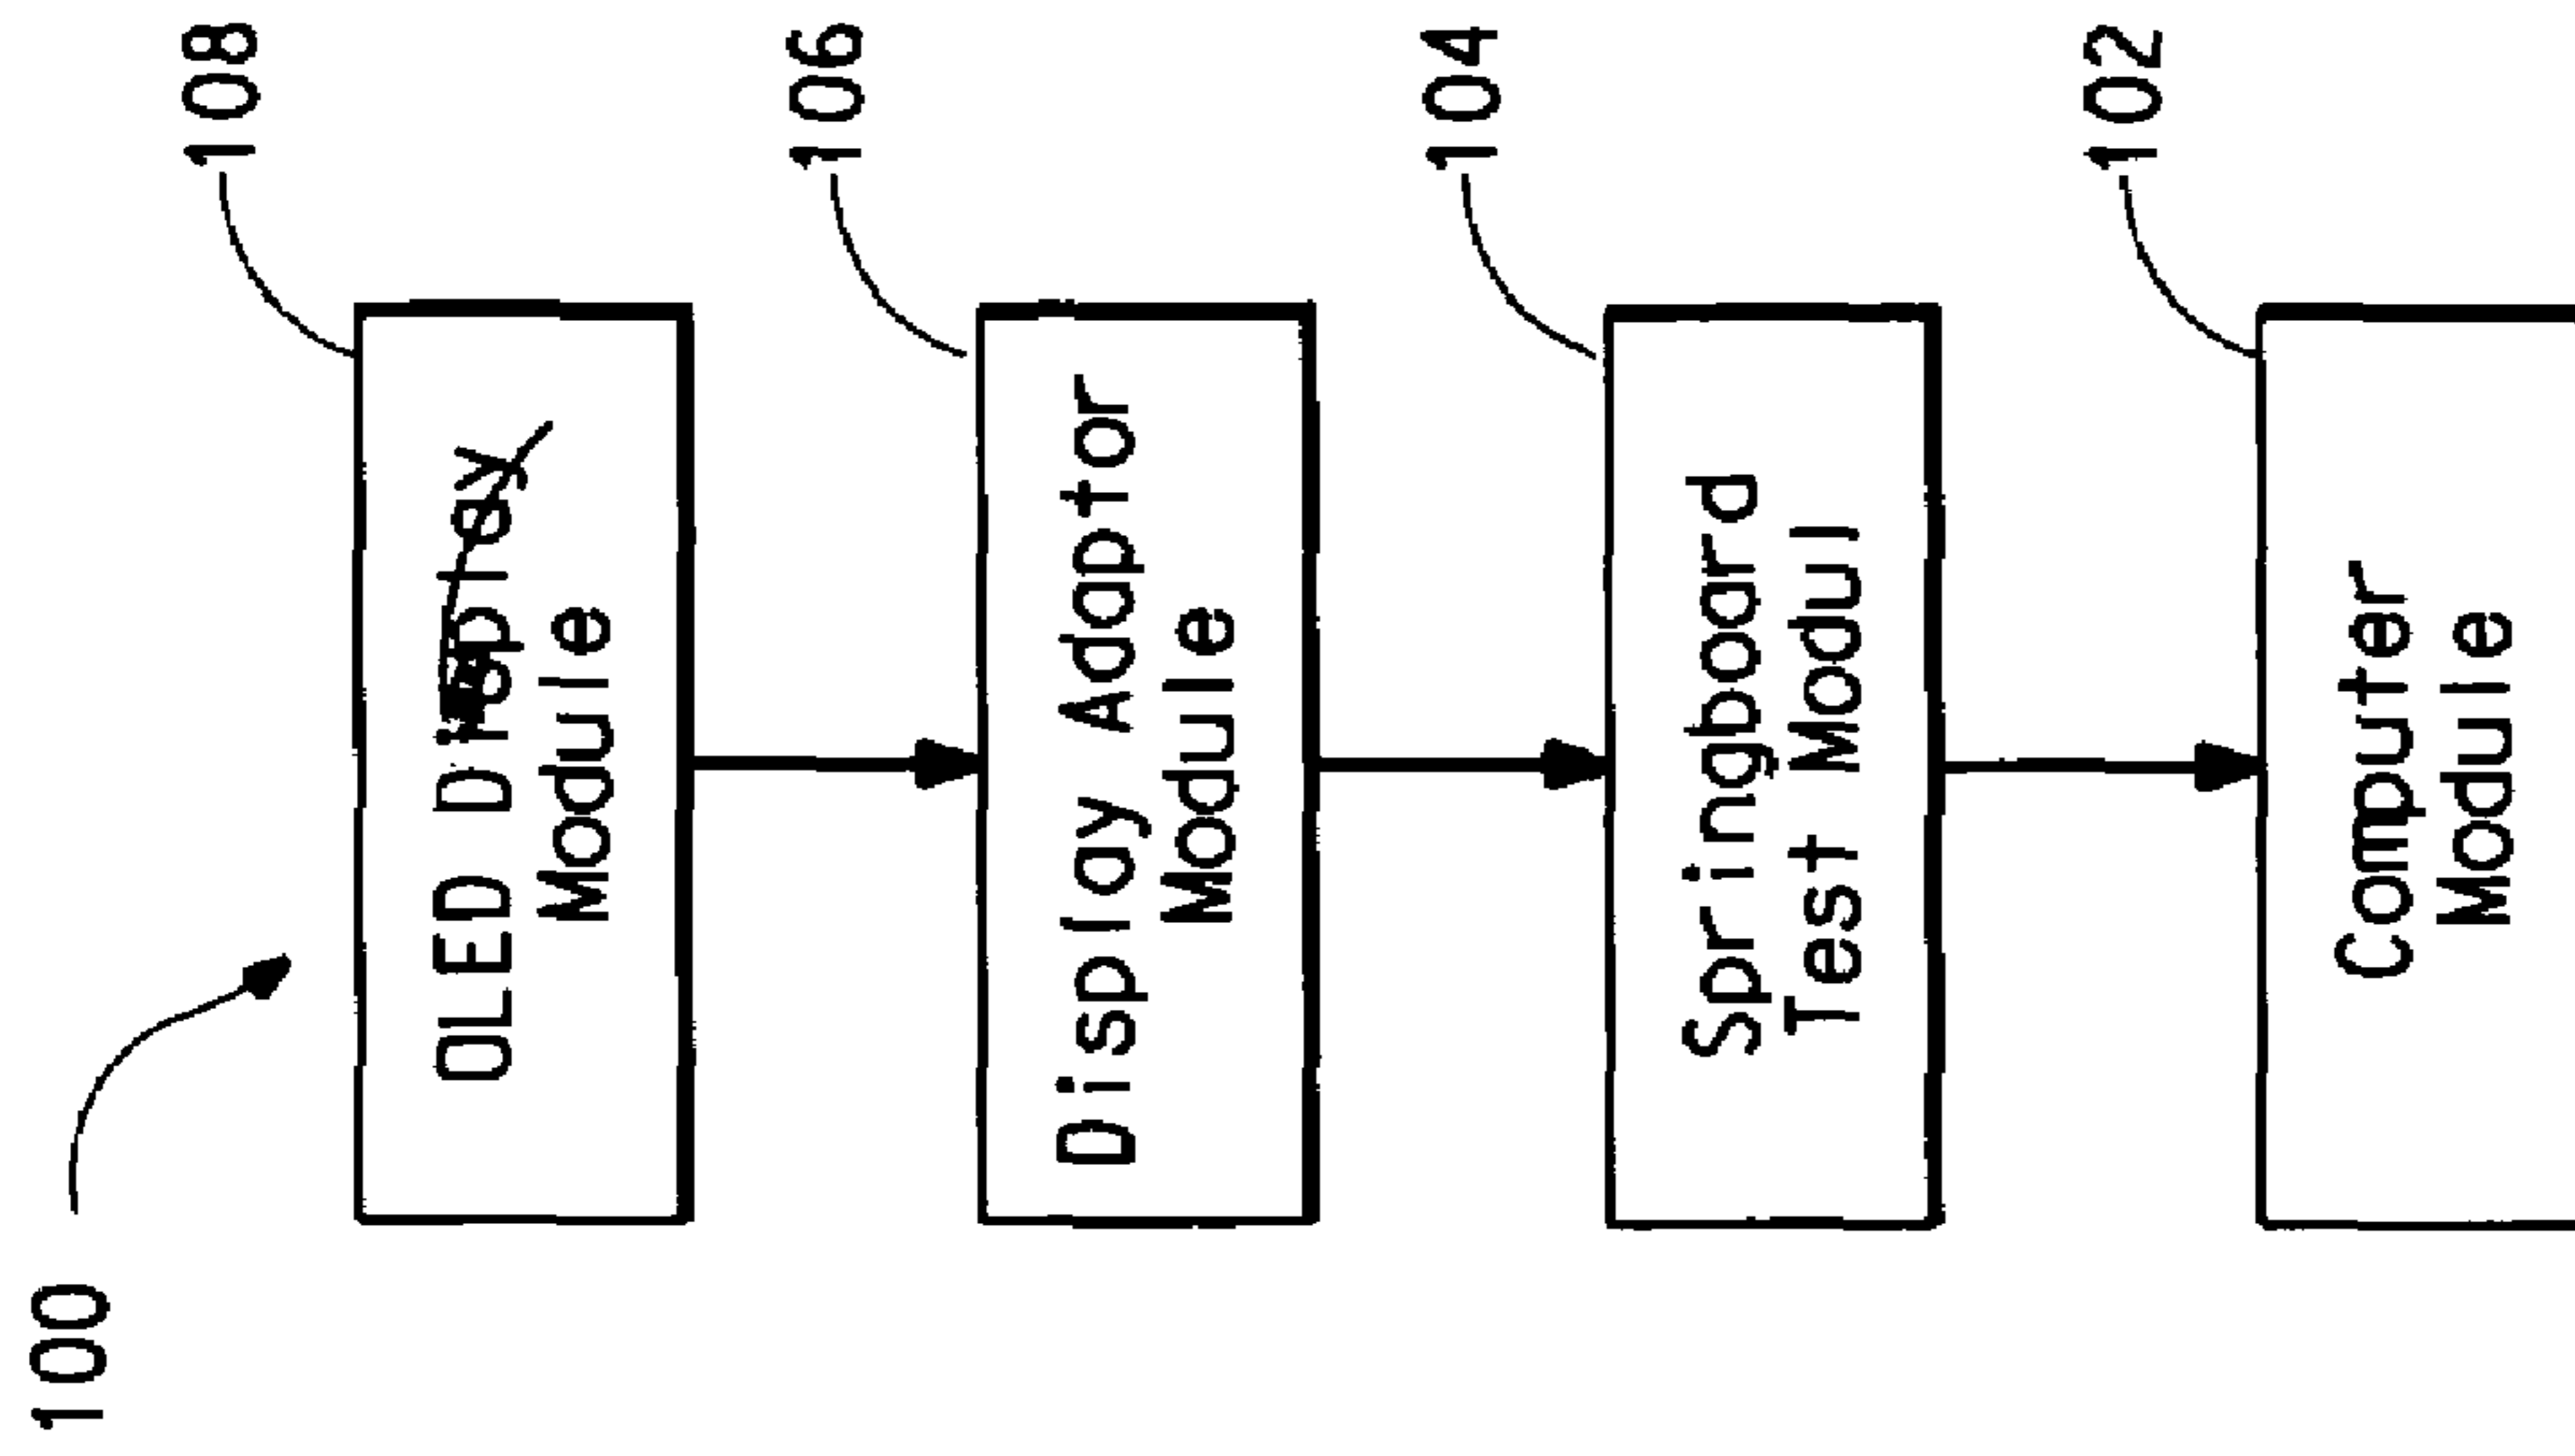 100
108
OLED Display
Module
106
Display Adaptor
Module
104
Springboard
Test Modul
102
Computer
Module